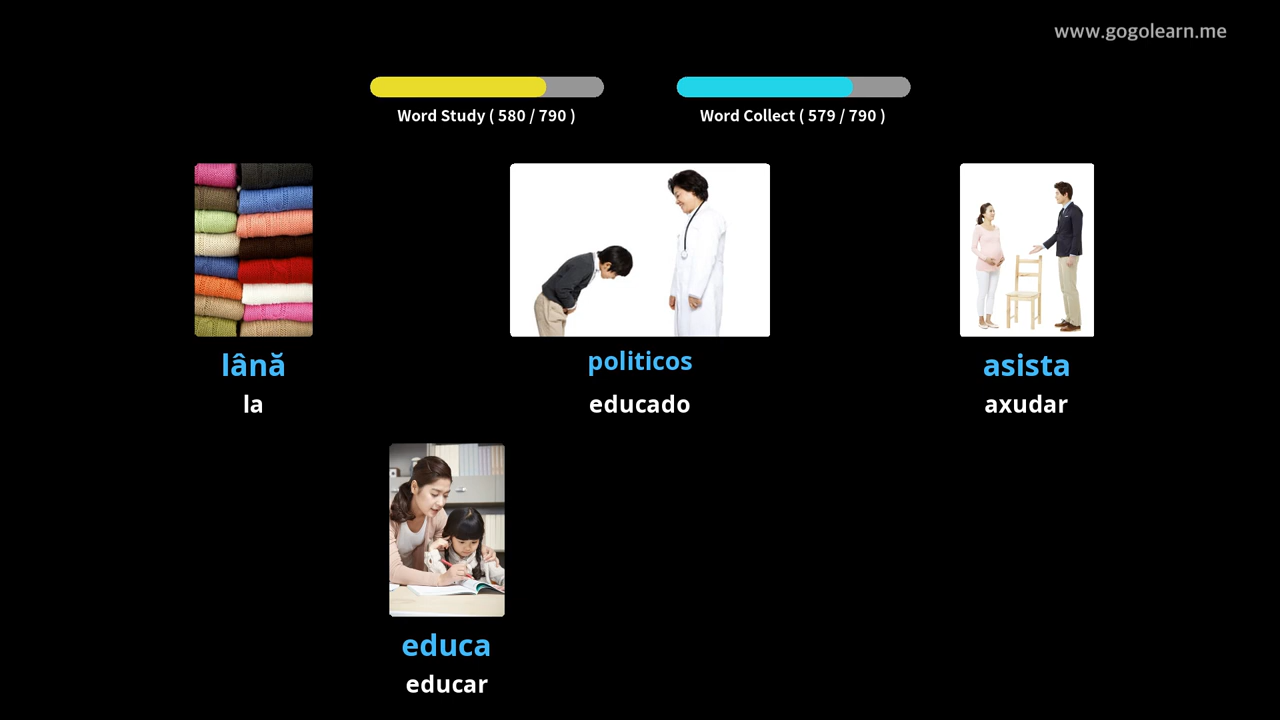 www.gogolearn.me
Word Study ( 580 / 790 )
Word Collect ( 579 / 790 )
lână
la
politicos
educado
asista
axudar
educa
educar